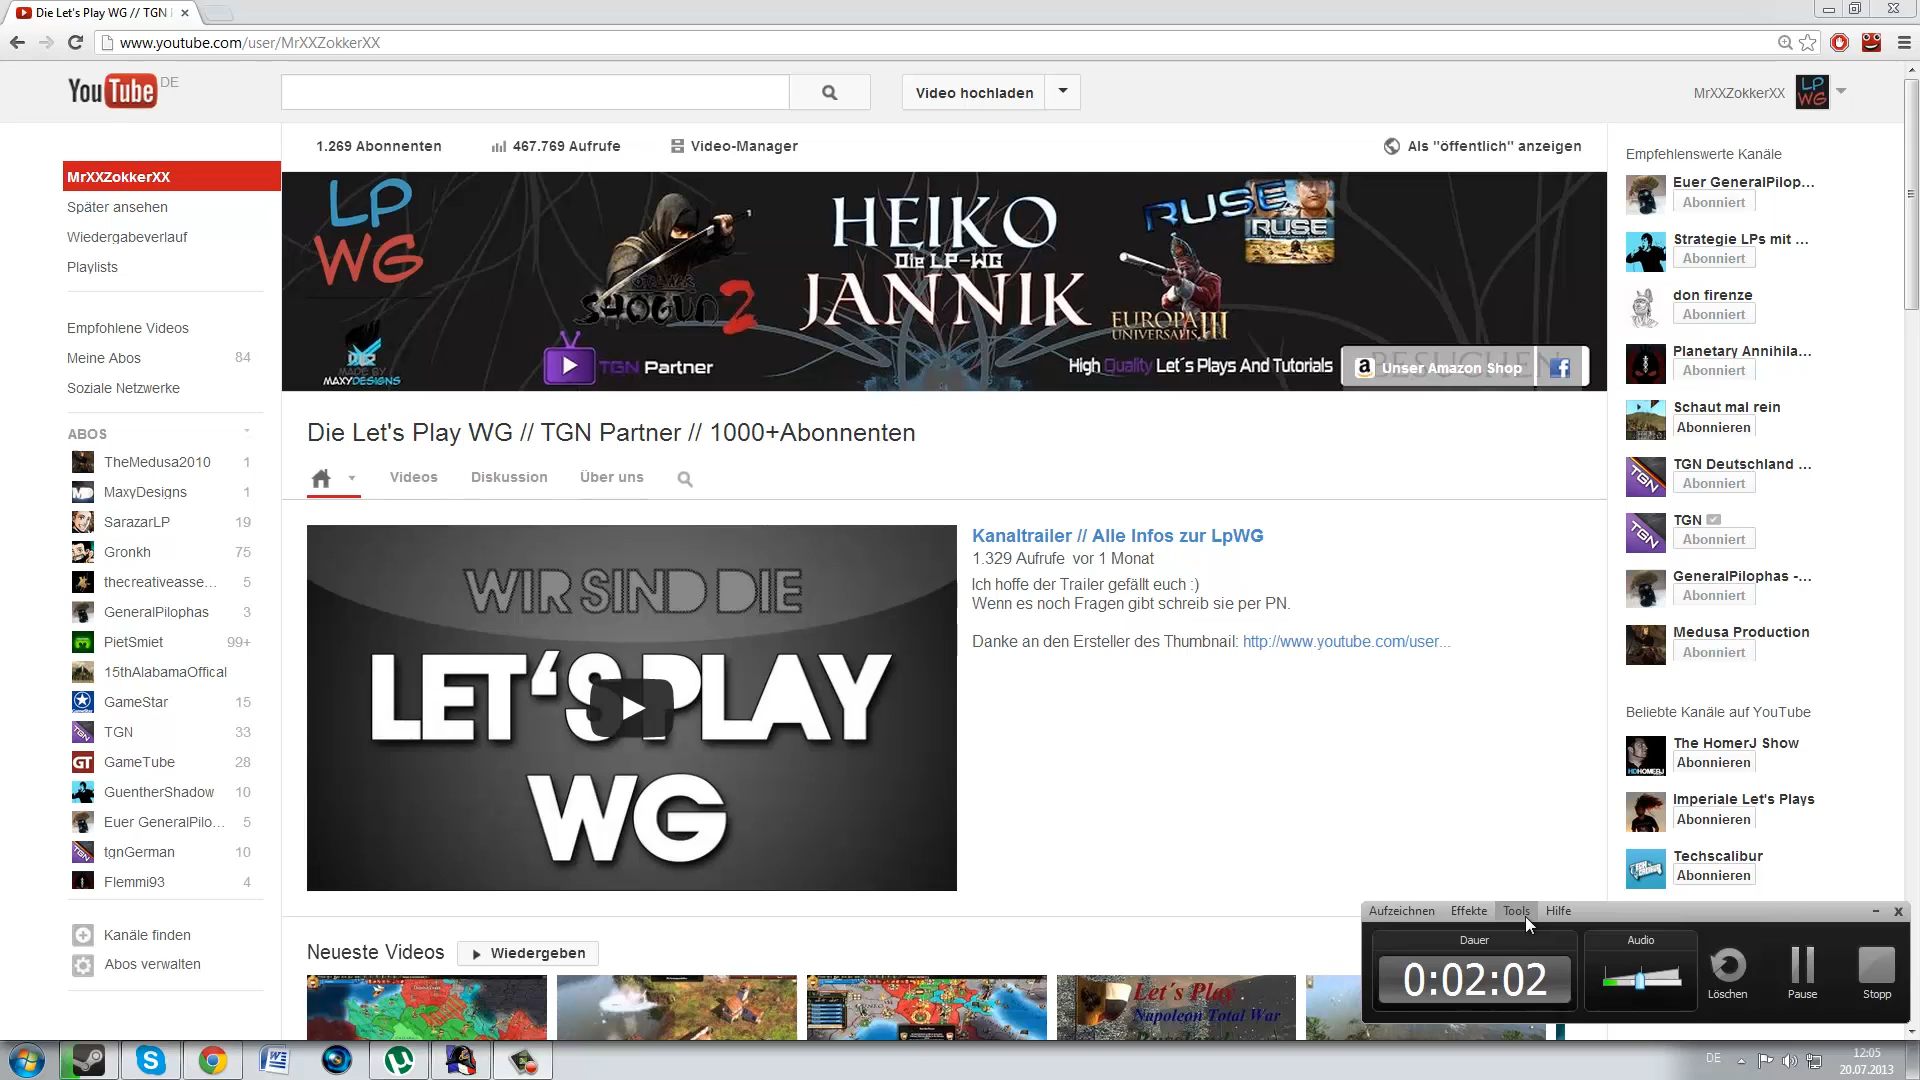 Die Let's Play WG // TGN
www.youtube.com/user/MrXXZokkerXX
YouTube DE
Video hochladen
MrXXZokkerXX
LP
WG
1.269 Abonnenten
467.769 Aufrufe
Video-Manager
Als "öffentlich" anzeigen
MrXXZokkerXX
Später ansehen
Wiedergabeverlauf
Playlists
Empfohlene Videos
Meine Abos 84
Soziale Netzwerke
ABOS
TheMedusa2010 1
MaxyDesigns 1
SarazarLP 19
Gronkh 75
thecreativeasse... 5
GeneralPilophas 3
PietSmiet 99+
15thAlabamaOffical
GameStar 15
TGN 33
GameTube 28
GuentherShadow 10
Euer GeneralPilo... 5
tgnGerman 10
Flemmi93 4
Kanäle finden
Abos verwalten
LP
WG
MADE BY
MAXYDESIGNS
SHOGUN 2
TGN Partner
HEIKO
Die LP-WG
JANNIK
RUSE
RUSE
EUROPA
UNIVERSALIS III
High Quality Let´s Plays And Tutorials
BESUCHEN
Unser Amazon Shop
Die Let's Play WG // TGN Partner // 1000+Abonnenten
Videos
Diskussion
Über uns
WIR SIND DIE
LET'S PLAY
WG
Kanaltrailer // Alle Infos zur LpWG
1.329 Aufrufe vor 1 Monat
Ich hoffe der Trailer gefällt euch :)
Wenn es noch Fragen gibt schreib sie per PN.
Danke an den Ersteller des Thumbnail: http://www.youtube.com/user...
Neueste Videos
Wiedergeben
Let's Play
Napoleon Total War
Empfehlenswerte Kanäle
Euer GeneralPilop...
Abonniert
Strategie LPs mit ...
Abonniert
don firenze
Abonniert
Planetary Annihila...
Abonniert
Schaut mal rein
Abonnieren
TGN Deutschland ...
Abonniert
TGN
Abonniert
GeneralPilophas -...
Abonniert
Medusa Production
Abonniert
Beliebte Kanäle auf YouTube
The HomerJ Show
Abonnieren
Imperiale Let's Plays
Abonnieren
Techscalibur
Abonnieren
Aufzeichnen Effekte Tools Hilfe
Dauer
0:02:02
Audio
Löschen
Pause
Stopp
DE
12:05
20.07.2013